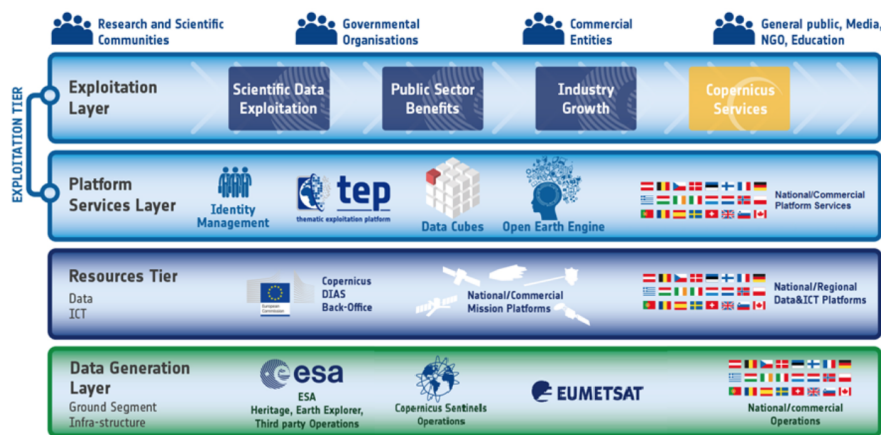 Research and Scientific
Communities
Governmental
Organisations
Commercial
Entities
General public, Media,
NGO, Education
EXPLOITATION TIER
Exploitation
Layer
Scientific Data
Exploitation
Public Sector
Benefits
Industry
Growth
Copernicus
Services
Platform
Services Layer
Identity
Management
tep
thematic exploitation platform
Data Cubes
Open Earth Engine
National/Commercial
Platform Services
Resources Tier
Data
ICT
European
Commission
Copernicus
DIAS
Back-Office
National/Commercial
Mission Platforms
National/Regional
Data&ICT Platforms
Data Generation
Layer
Ground Segment
Infra-structure
esa
ESA
Heritage, Earth Explorer,
Third party Operations
Copernicus Sentinels
Operations
EUMETSAT
National/commercial
Operations